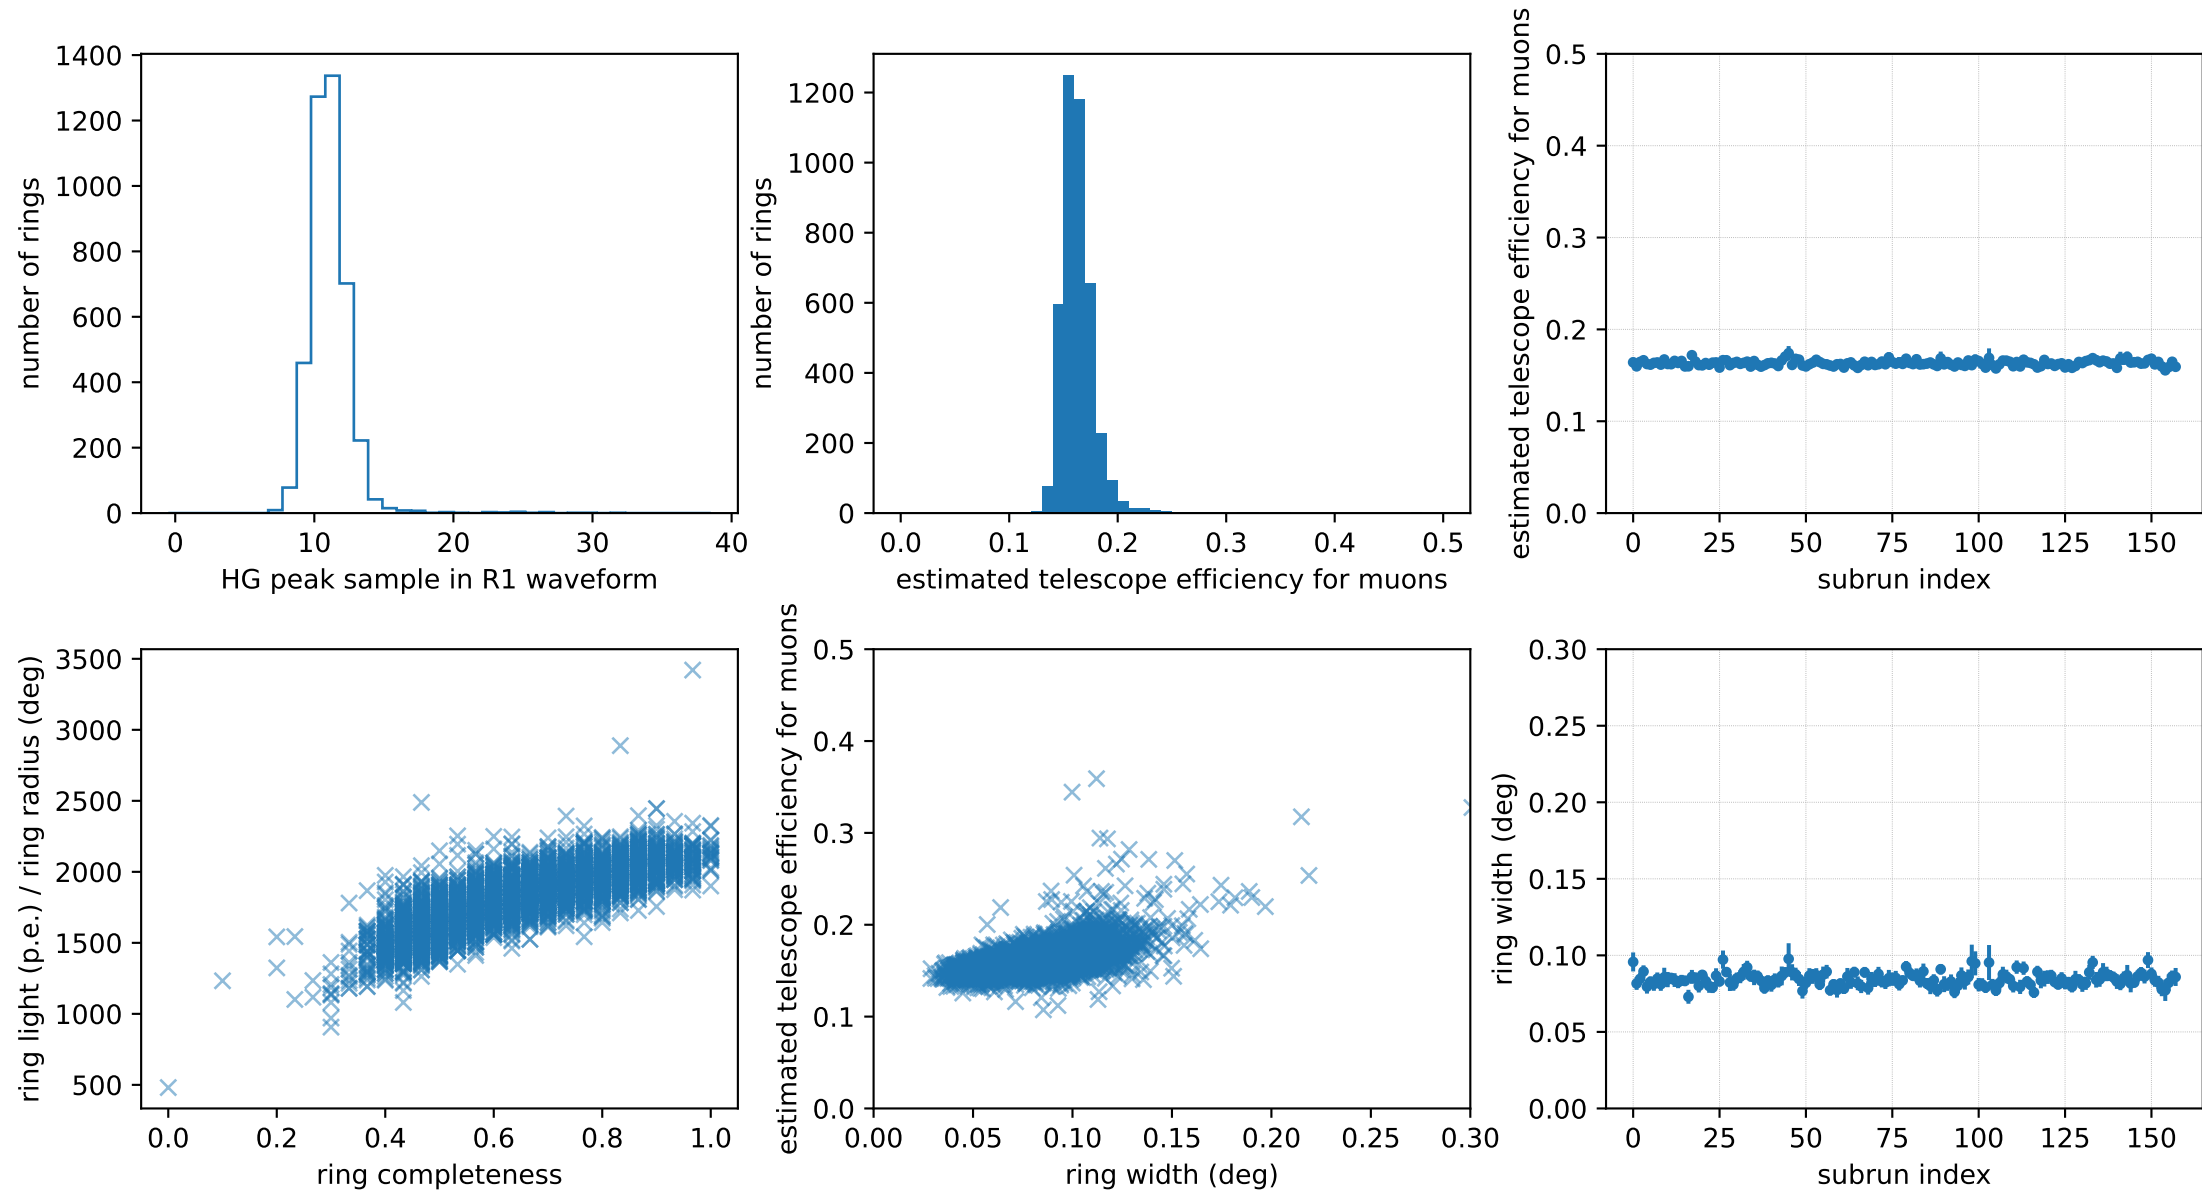 1400
1200
1000
800
600
400
200
0
number of rings
0 10 20 30 40
HG peak sample in R1 waveform
1200
1000
800
600
400
200
0
number of rings
0.0 0.1 0.2 0.3 0.4 0.5
estimated telescope efficiency for muons
0.5
0.4
0.3
0.2
0.1
0.0
estimated telescope efficiency for muons
0 25 50 75 100 125 150
subrun index
3500
3000
2500
2000
1500
1000
500
ring light (p.e.) / ring radius (deg)
0.0 0.2 0.4 0.6 0.8 1.0
ring completeness
0.5
0.4
0.3
0.2
0.1
0.0
estimated telescope efficiency for muons
0.00 0.05 0.10 0.15 0.20 0.25 0.30
ring width (deg)
0.30
0.25
0.20
0.15
0.10
0.05
0.00
ring width (deg)
0 25 50 75 100 125 150
subrun index